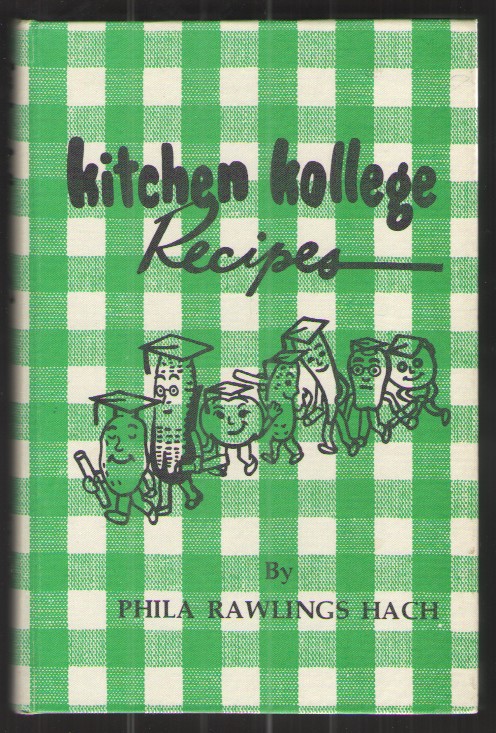 kitchen kollege
Recipes
By
PHILA RAWLINGS HACH